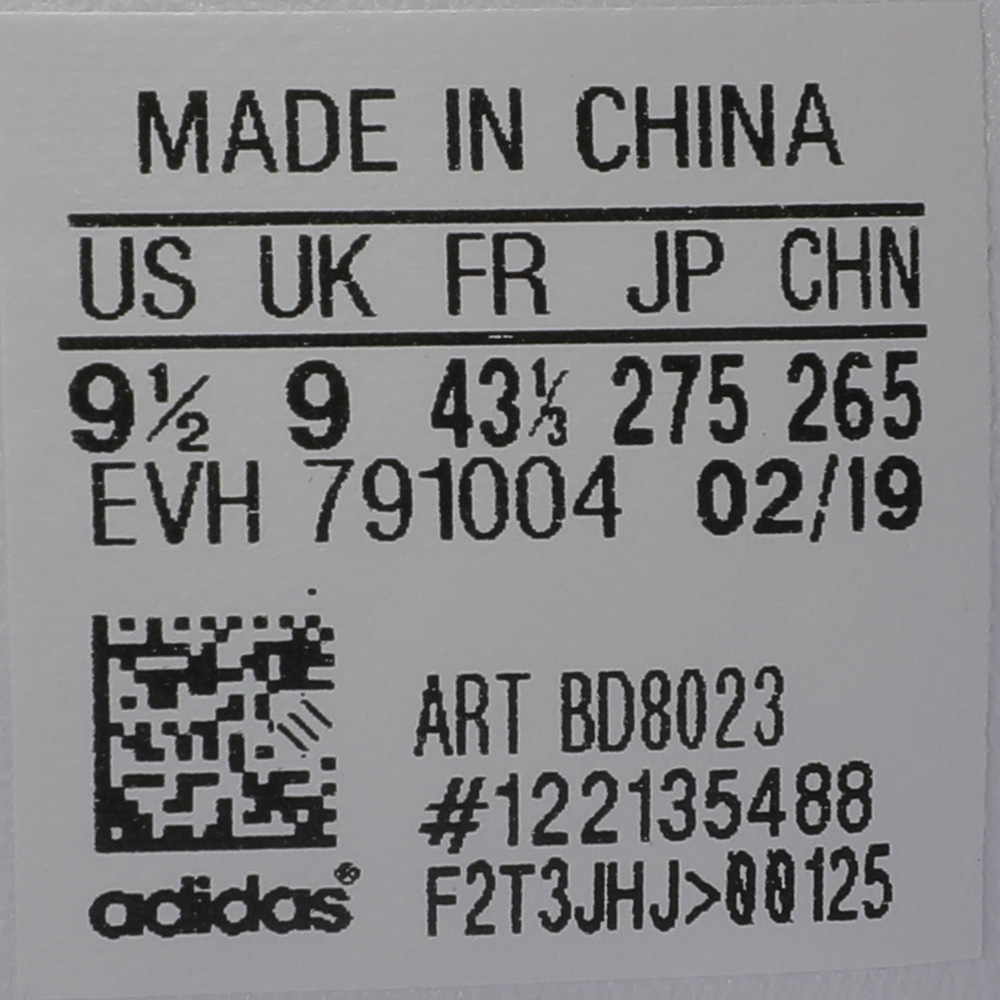 MADE IN CHINA
US UK FR JP CHN
9½ 9 43⅓ 275 265
EVH 791004 02/19
ART BD8023
#122135488
F2T3JHJ>00125
adidas®